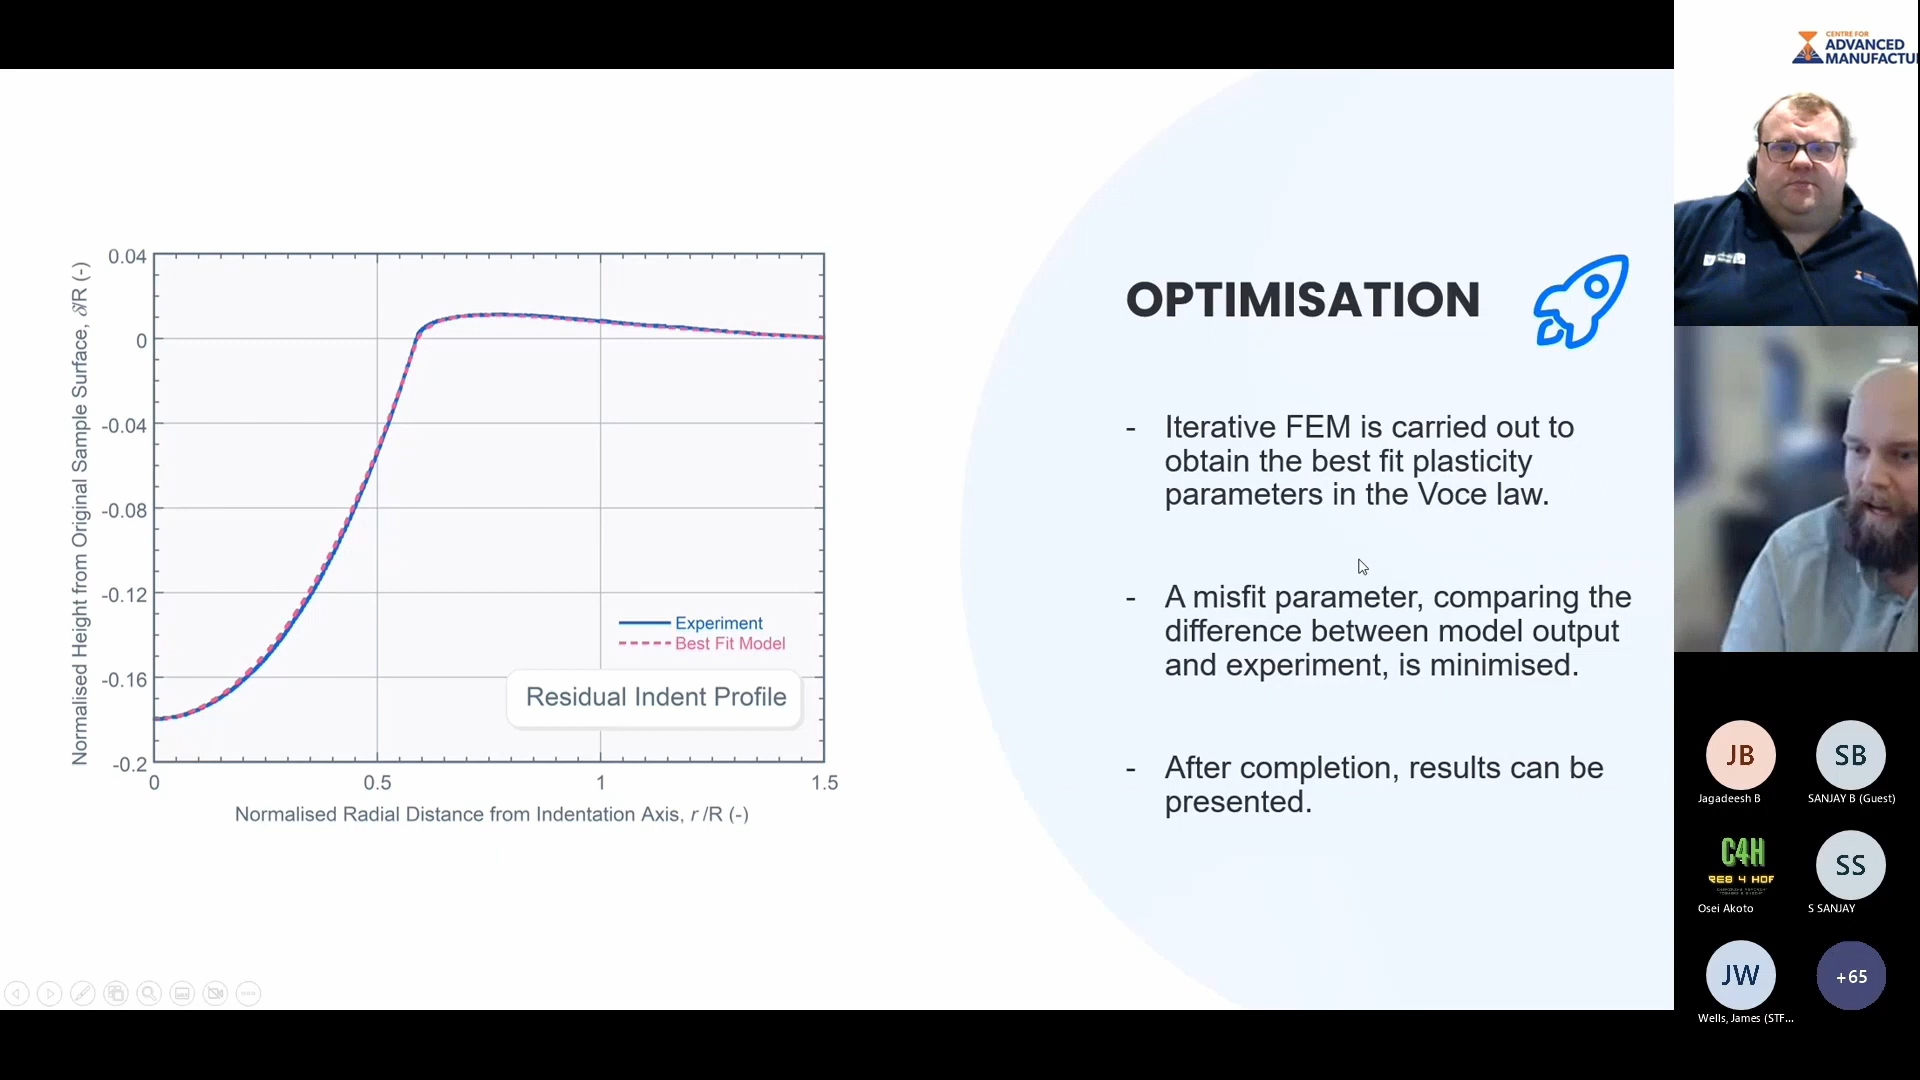 CENTRE FOR
ADVANCED
MANUFACTU
0.04
0
-0.04
-0.08
-0.12
-0.16
-0.2
0
0.5
1
1.5
Normalised Height from Original Sample Surface, δ/R (-)
Normalised Radial Distance from Indentation Axis, r /R (-)
Experiment
Best Fit Model
Residual Indent Profile
OPTIMISATION
- Iterative FEM is carried out to
obtain the best fit plasticity
parameters in the Voce law.
- A misfit parameter, comparing the
difference between model output
and experiment, is minimised.
- After completion, results can be
presented.
JB
Jagadeesh B
SB
SANJAY B (Guest)
C4H
REB 4 HOF
Osei Akoto
SS
S SANJAY
JW
Wells, James (STF...
+65